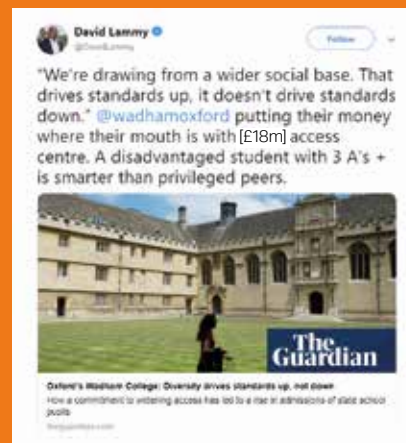 David Lammy
@DavidLammy
Follow
"We're drawing from a wider social base. That
drives standards up, it doesn't drive standards
down." @wadhamoxford putting their money
where their mouth is with [£18m] access
centre. A disadvantaged student with 3 A's +
is smarter than privileged peers.
The
Guardian
Oxford's Wadham College: Diversity drives standards up, not down
How a commitment to widening access has led to a rise in admissions of state school
pupils
theguardian.com